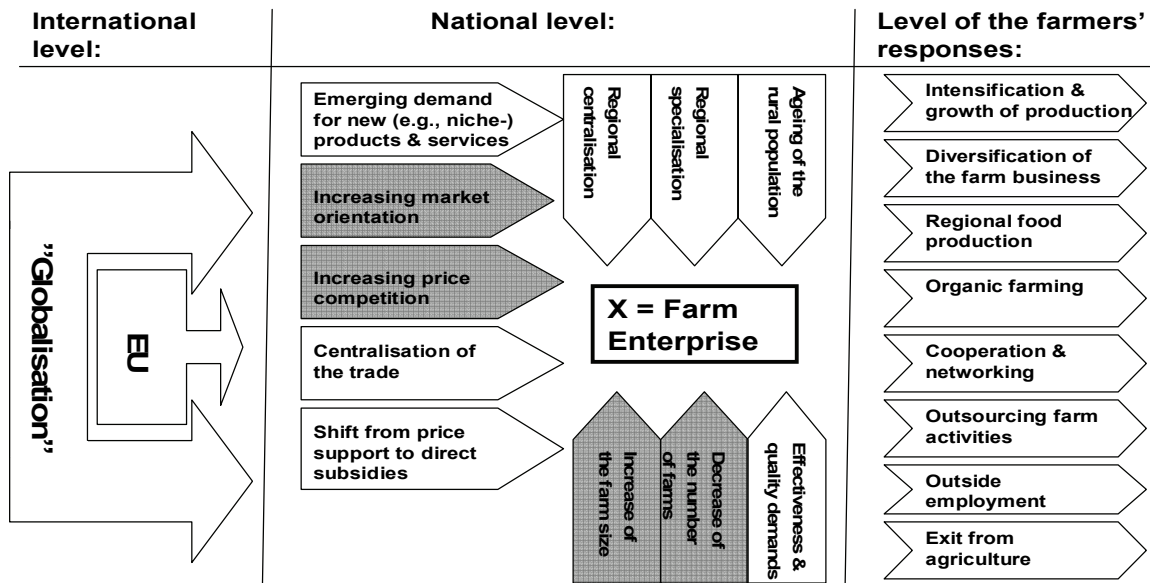 International
level:
National level:
Level of the farmers’
responses:
”Globalisation”
EU
Emerging demand
for new (e.g., niche-)
products & services
Increasing market
orientation
Increasing price
competition
Centralisation of
the trade
Shift from price
support to direct
subsidies
Regional
centralisation
Regional
specialisation
Ageing of the
rural population
X = Farm
Enterprise
Increase of
the farm size
Decrease of
the number
of farms
Effectiveness &
quality demands
Intensification &
growth of production
Diversification of
the farm business
Regional food
production
Organic farming
Cooperation &
networking
Outsourcing farm
activities
Outside
employment
Exit from
agriculture